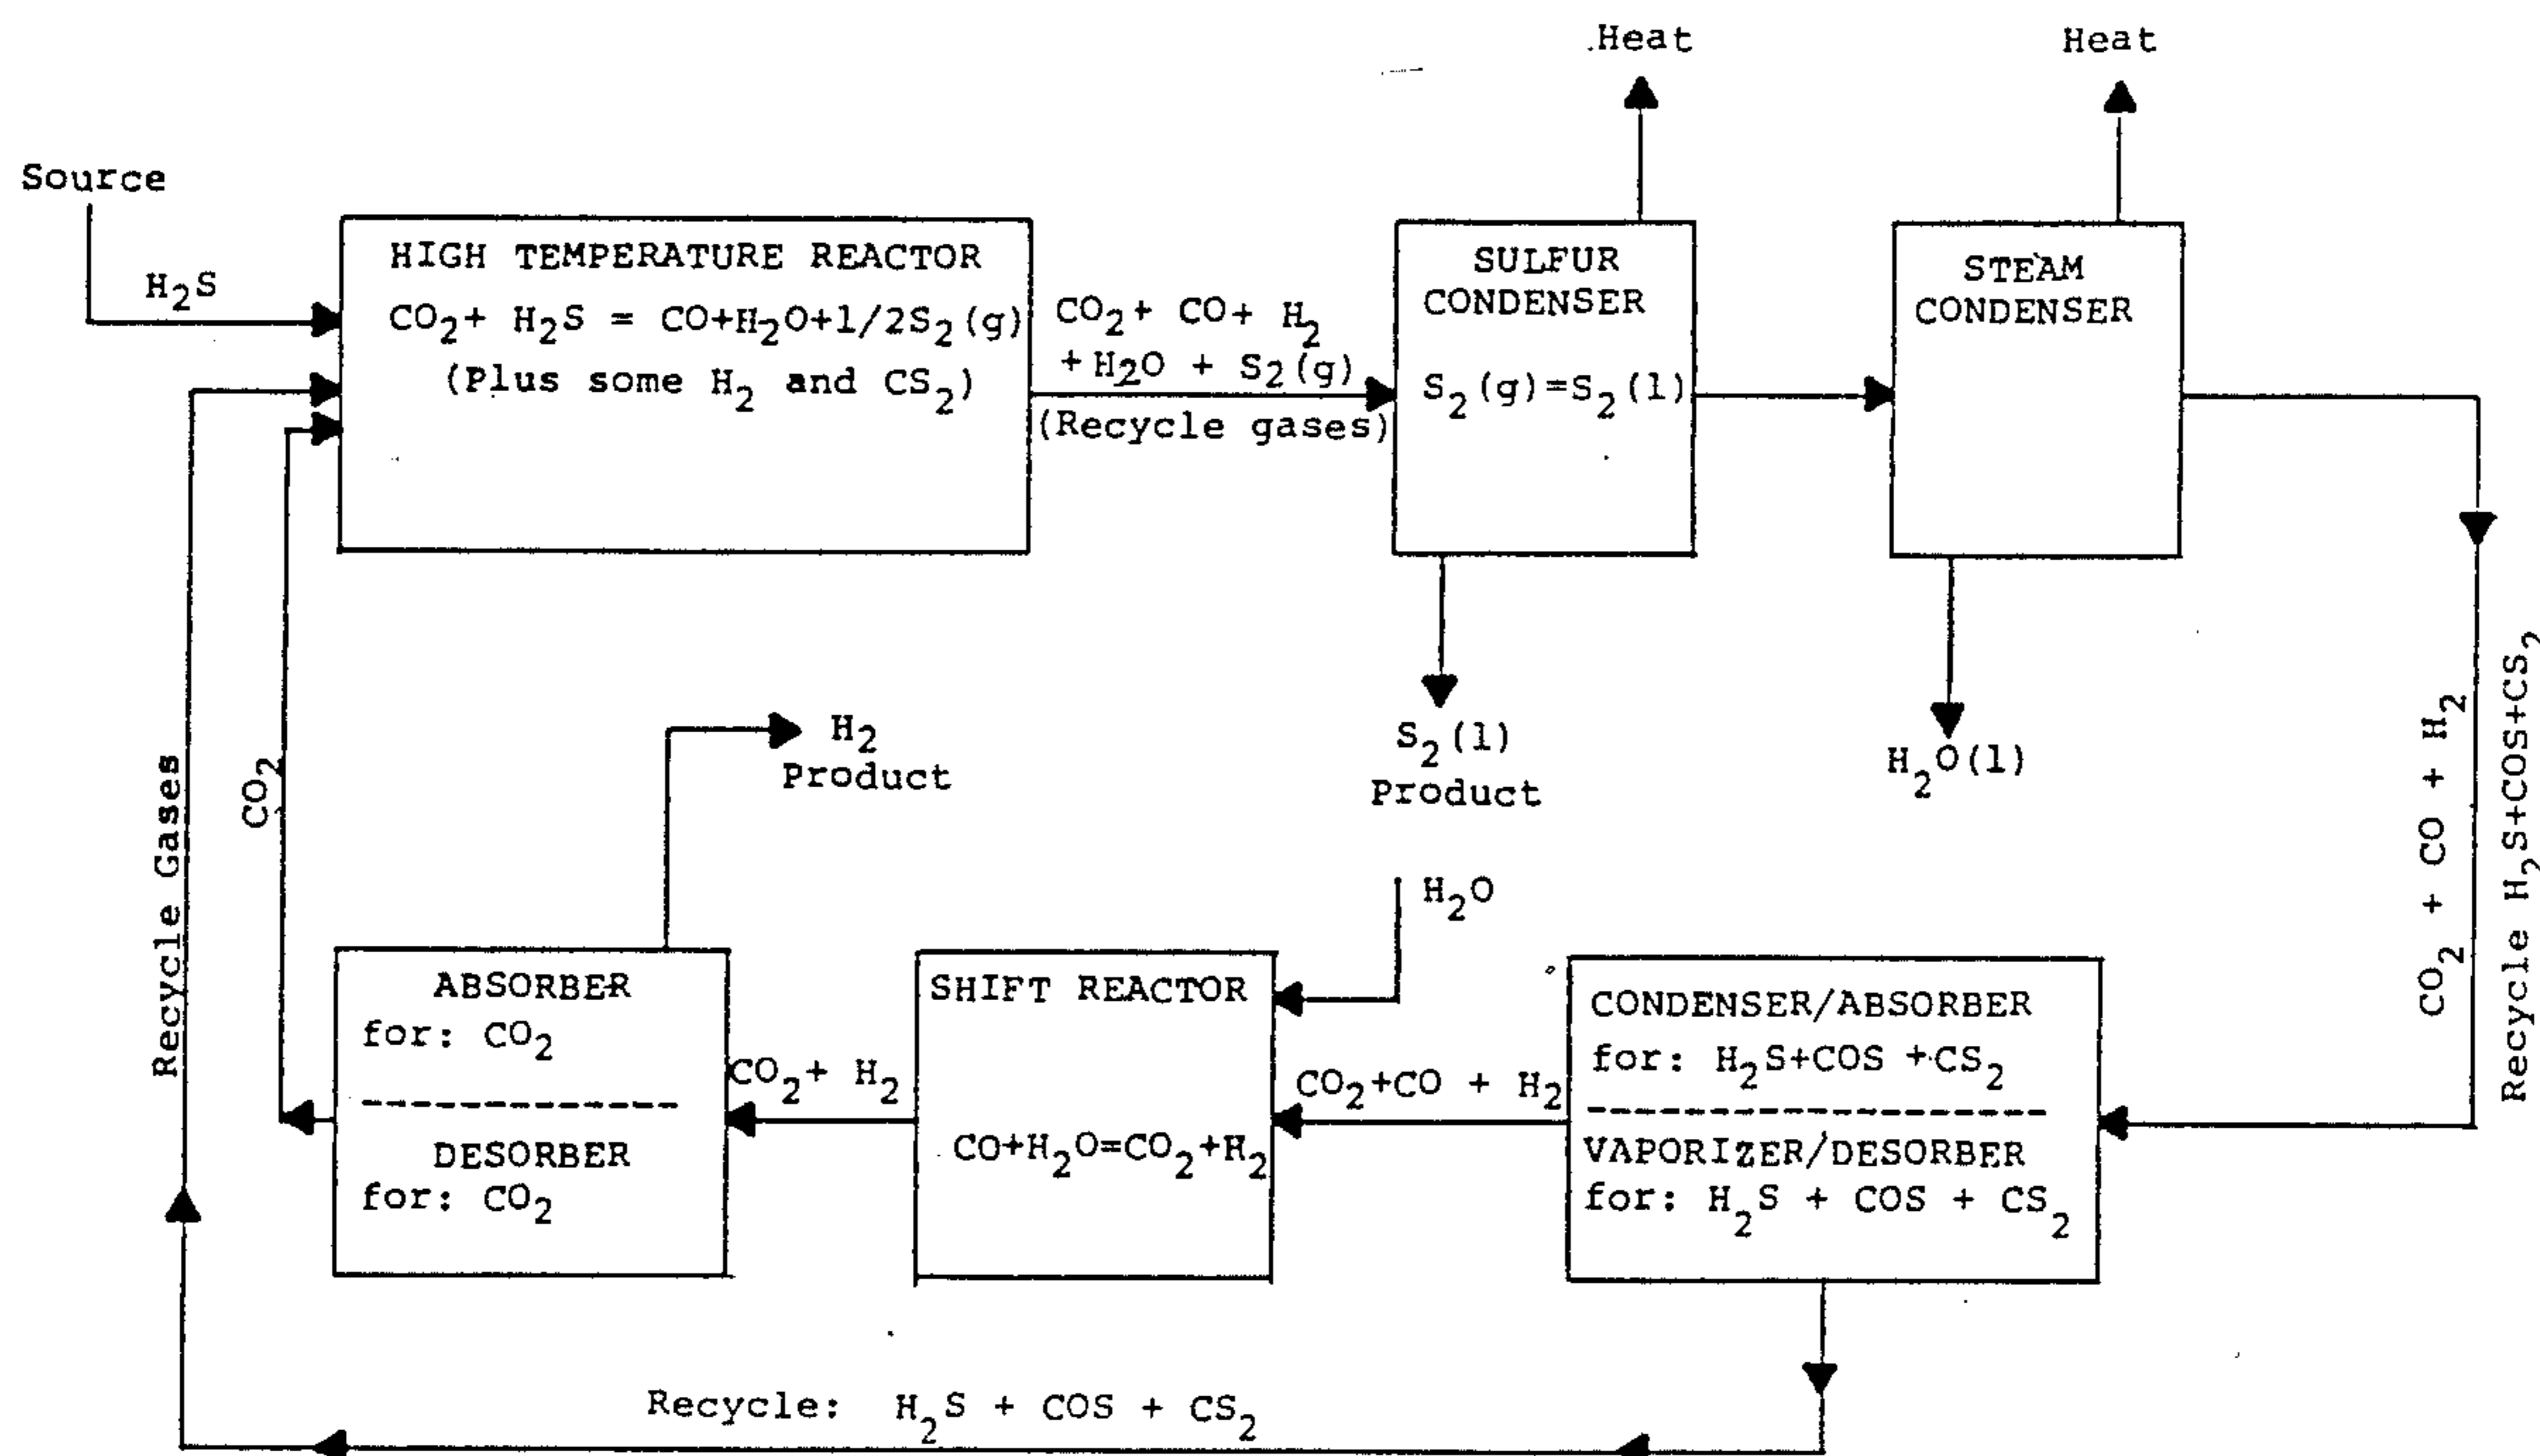 Heat
Heat
Source
H₂S
HIGH TEMPERATURE REACTOR
CO₂+ H₂S = CO+H₂O+1/2S₂(g)
(Plus some H₂ and CS₂)
CO₂+ CO+ H₂
+H₂O + S₂(g)
(Recycle gases)
SULFUR
CONDENSER
S₂(g)=S₂(l)
STEAM
CONDENSER
S₂(l)
Product
H₂O(l)
CO₂ + CO + H₂
Recycle H₂S+COS+CS₂
Recycle Gases
CO₂
H₂
Product
H₂O
ABSORBER
for: CO₂
DESORBER
for: CO₂
CO₂+ H₂
SHIFT REACTOR
CO+H₂O=CO₂+H₂
CO₂+CO + H₂
CONDENSER/ABSORBER
for: H₂S+COS +CS₂
VAPORIZER/DESORBER
for: H₂S + COS + CS₂
Recycle: H₂S + COS + CS₂